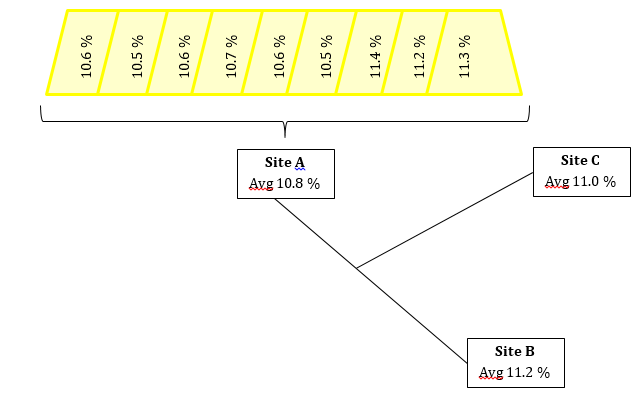 10.6 %
10.5 %
10.6 %
10.7 %
10.6 %
10.5 %
11.4 %
11.2 %
11.3 %
Site A
Avg 10.8 %
Site C
Avg 11.0 %
Site B
Avg 11.2 %